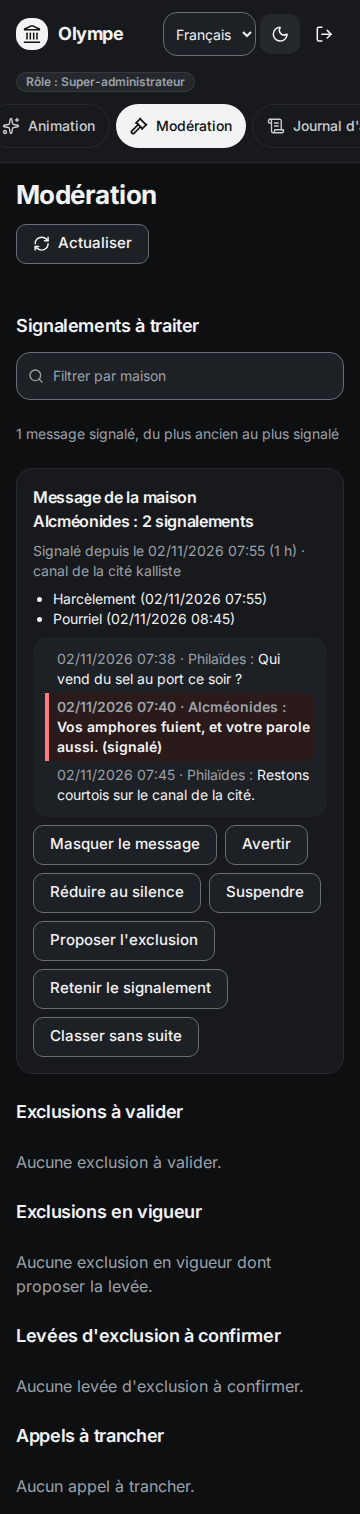 Olympe
Français
Rôle : Super-administrateur
Animation
Modération
Journal d'
Modération
Actualiser
Signalements à traiter
Filtrer par maison
1 message signalé, du plus ancien au plus signalé
Message de la maison
Alcméonides : 2 signalements
Signalé depuis le 02/11/2026 07:55 (1 h) ·
canal de la cité kalliste
Harcèlement (02/11/2026 07:55)
Pourriel (02/11/2026 08:45)
02/11/2026 07:38 · Philaïdes : Qui
vend du sel au port ce soir ?
02/11/2026 07:40 · Alcméonides :
Vos amphores fuient, et votre parole
aussi. (signalé)
02/11/2026 07:45 · Philaïdes : Restons
courtois sur le canal de la cité.
Masquer le message
Avertir
Réduire au silence
Suspendre
Proposer l'exclusion
Retenir le signalement
Classer sans suite
Exclusions à valider
Aucune exclusion à valider.
Exclusions en vigueur
Aucune exclusion en vigueur dont
proposer la levée.
Levées d'exclusion à confirmer
Aucune levée d'exclusion à confirmer.
Appels à trancher
Aucun appel à trancher.